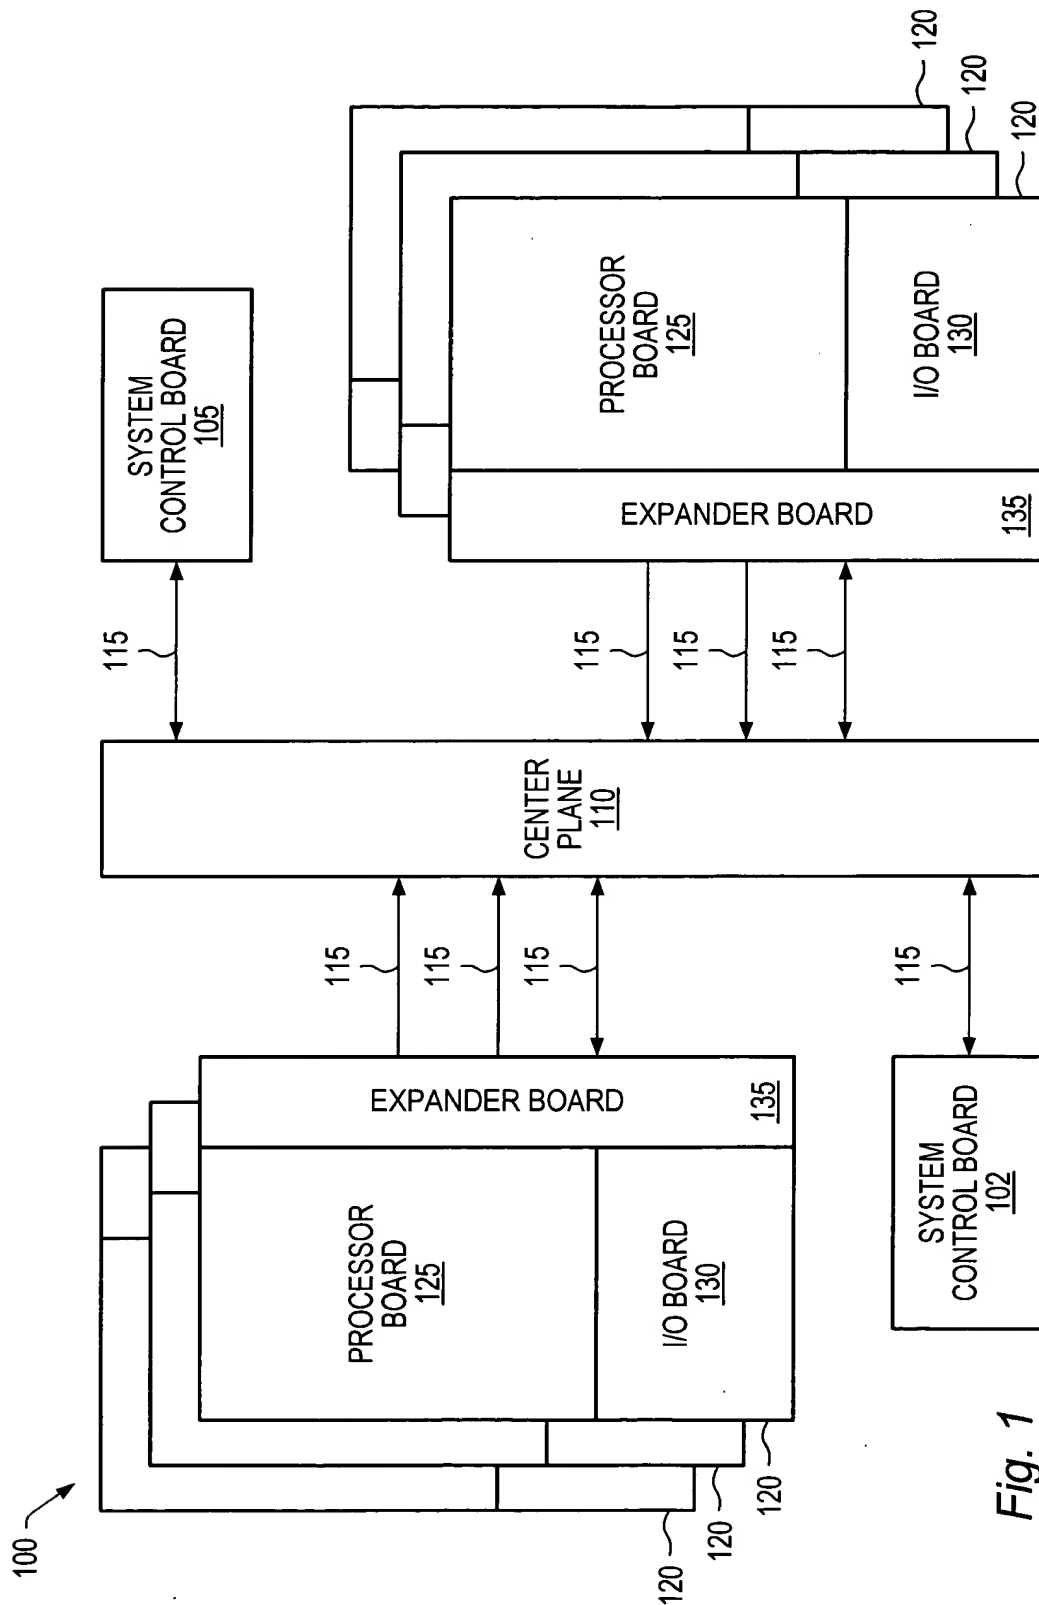 100
SYSTEM
CONTROL BOARD
105
115
PROCESSOR
BOARD
125
I/O BOARD
130
EXPANDER BOARD
135
120
120
120
115
115
115
CENTER
PLANE
110
115
115
115
EXPANDER BOARD
135
PROCESSOR
BOARD
125
I/O BOARD
130
120
120
120
SYSTEM
CONTROL BOARD
102
115
Fig. 1